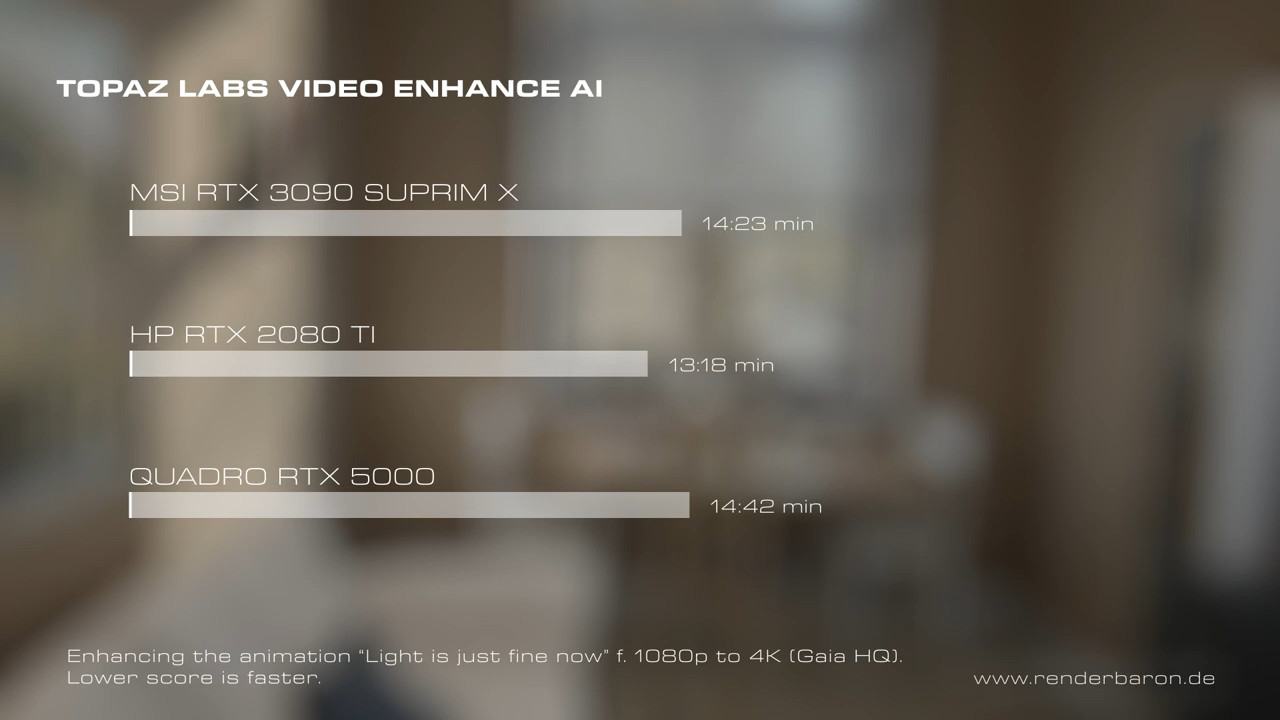 TOPAZ LABS VIDEO ENHANCE AI
MSI RTX 3090 SUPRIM X
14:23 min
HP RTX 2080 TI
13:18 min
QUADRO RTX 5000
14:42 min
Enhancing the animation “Light is just fine now” f. 1080p to 4K (Gaia HQ).
Lower score is faster.
www.renderbaron.de